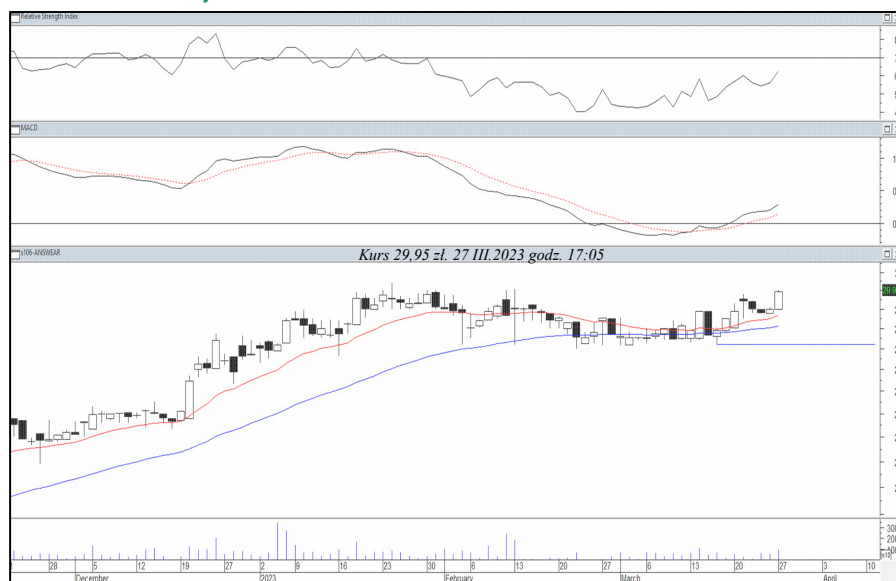 Relative Strength Index
MACD
s106-ANSWEAR
Kurs 29,95 zł. 27 III.2023 godz. 17:05
28 5 12 19 27 2 9 16 23 30 6 13 20 27 6 13 20 27 3 10
December 2023 February March April